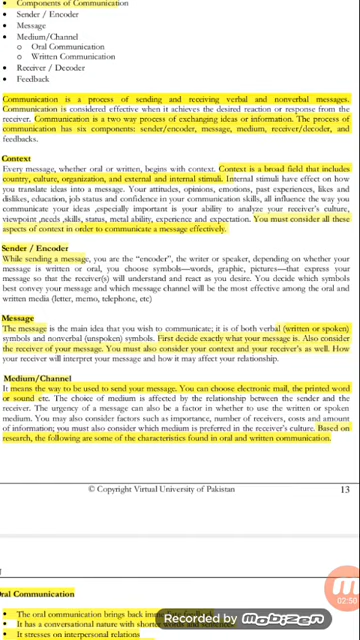 • Components of Communication
• Sender / Encoder
• Message
• Medium/Channel
o Oral Communication
o Written Communication
• Receiver / Decoder
• Feedback
Communication is a process of sending and receiving verbal and nonverbal messages.
Communication is considered effective when it achieves the desired reaction or response from the
receiver. Communication is a two way process of exchanging ideas or information. The process of
communication has six components: sender/encoder, message, medium, receiver/decoder, and
feedbacks.
Context
Every message, whether oral or written, begins with context. Context is a broad field that includes
country, culture, organization, and external and internal stimuli. Internal stimuli have effect on how
you translate ideas into a message. Your attitudes, opinions, emotions, past experiences, likes and
dislikes, education, job status and confidence in your communication skills, all influence the way you
communicate your ideas ,especially important is your ability to analyze your receiver's culture,
viewpoint ,needs ,skills, status, metal ability, experience and expectation. You must consider all these
aspects of context in order to communicate a message effectively.
Sender / Encoder
While sending a message, you are the "encoder", the writer or speaker, depending on whether your
message is written or oral, you choose symbols—words, graphic, pictures—that express your
message so that the receiver(s) will understand and react as you desire. You decide which symbols
best convey your message and which message channel will be the most effective among the oral and
written media (letter, memo, telephone, etc)
Message
The message is the main idea that you wish to communicate; it is of both verbal (written or spoken)
symbols and nonverbal (unspoken) symbols. First decide exactly what your message is. Also consider
the receiver of your message. You must also consider your context and your receiver's as well. How
your receiver will interpret your message and how it may affect your relationship.
Medium/Channel
It means the way to be used to send your message. You can choose electronic mail, the printed word
or sound etc. The choice of medium is affected by the relationship between the sender and the
receiver. The urgency of a message can also be a factor in whether to use the written or spoken
medium. You may also consider factors such as importance, number of receivers, costs and amount
of information; you must also consider which medium is preferred in the receiver's culture. Based on
research, the following are some of the characteristics found in oral and written communication.
© Copyright Virtual University of Pakistan 13
Oral Communication
• The oral communication brings back
• It has a conversational nature with shorter
• It stresses on interpersonal relations
Recorded by mobizen
02:50